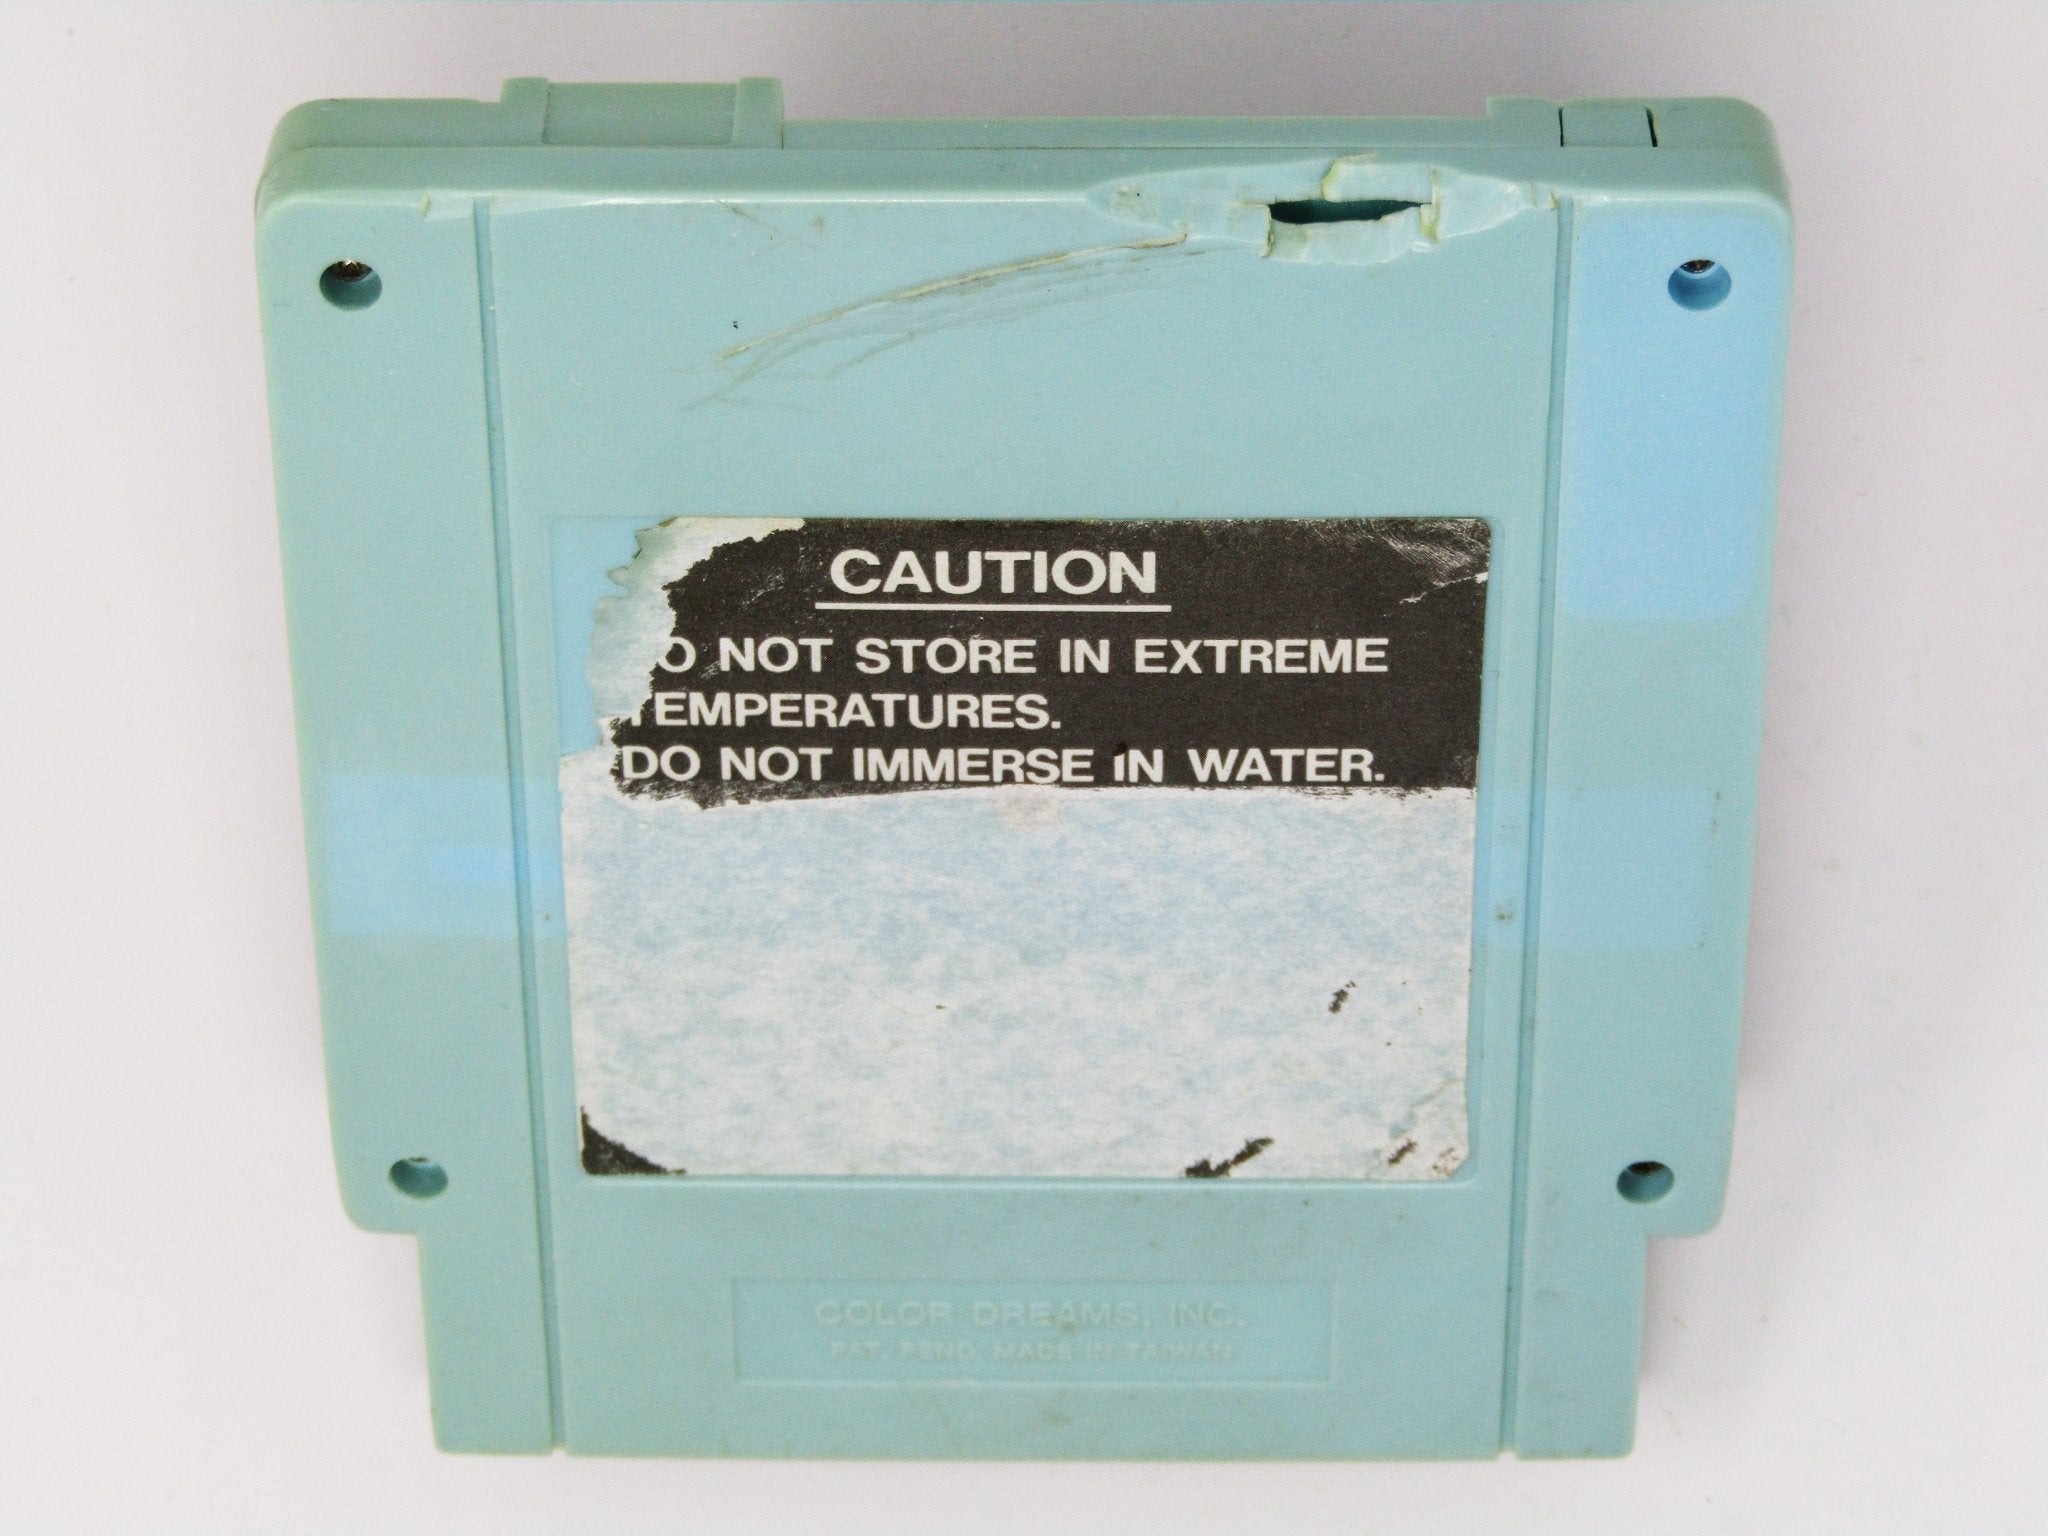 CAUTION
O NOT STORE IN EXTREME
TEMPERATURES.
DO NOT IMMERSE IN WATER.
COLOR DREAMS, INC.
PAT. PEND. MADE IN TAIWAN